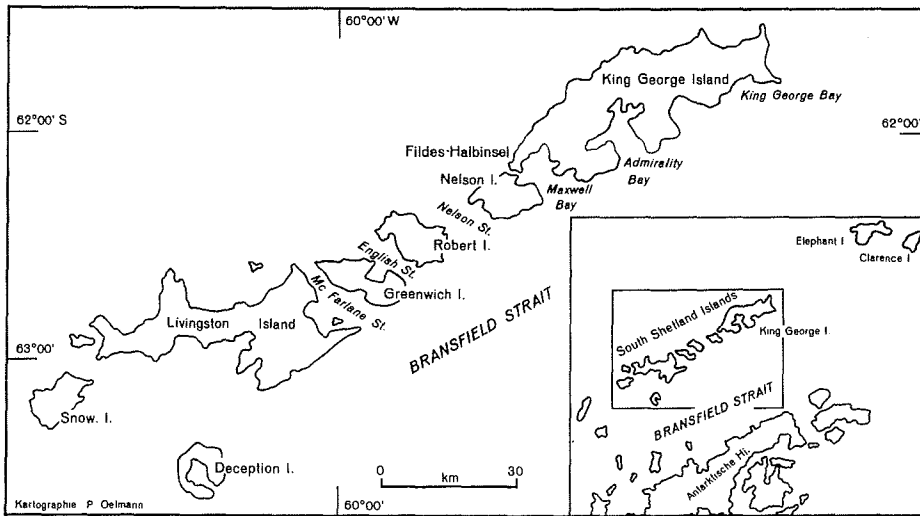 60°00' W
King George Island
King George Bay
62°00' S
62°00'
Fildes-Halbinsel
Admirality
Bay
Nelson I.
Maxwell
Bay
Nelson St.
Robert I.
English St.
Greenwich I.
Mc Farlane St.
Livingston Island
BRANSFIELD STRAIT
63°00'
Snow. I.
Deception I.
0 30
km
Kartographie P Oelmann
60°00'
Elephant I
Clarence I
South Shetland Islands
King George I.
BRANSFIELD STRAIT
Antarktische Hi.